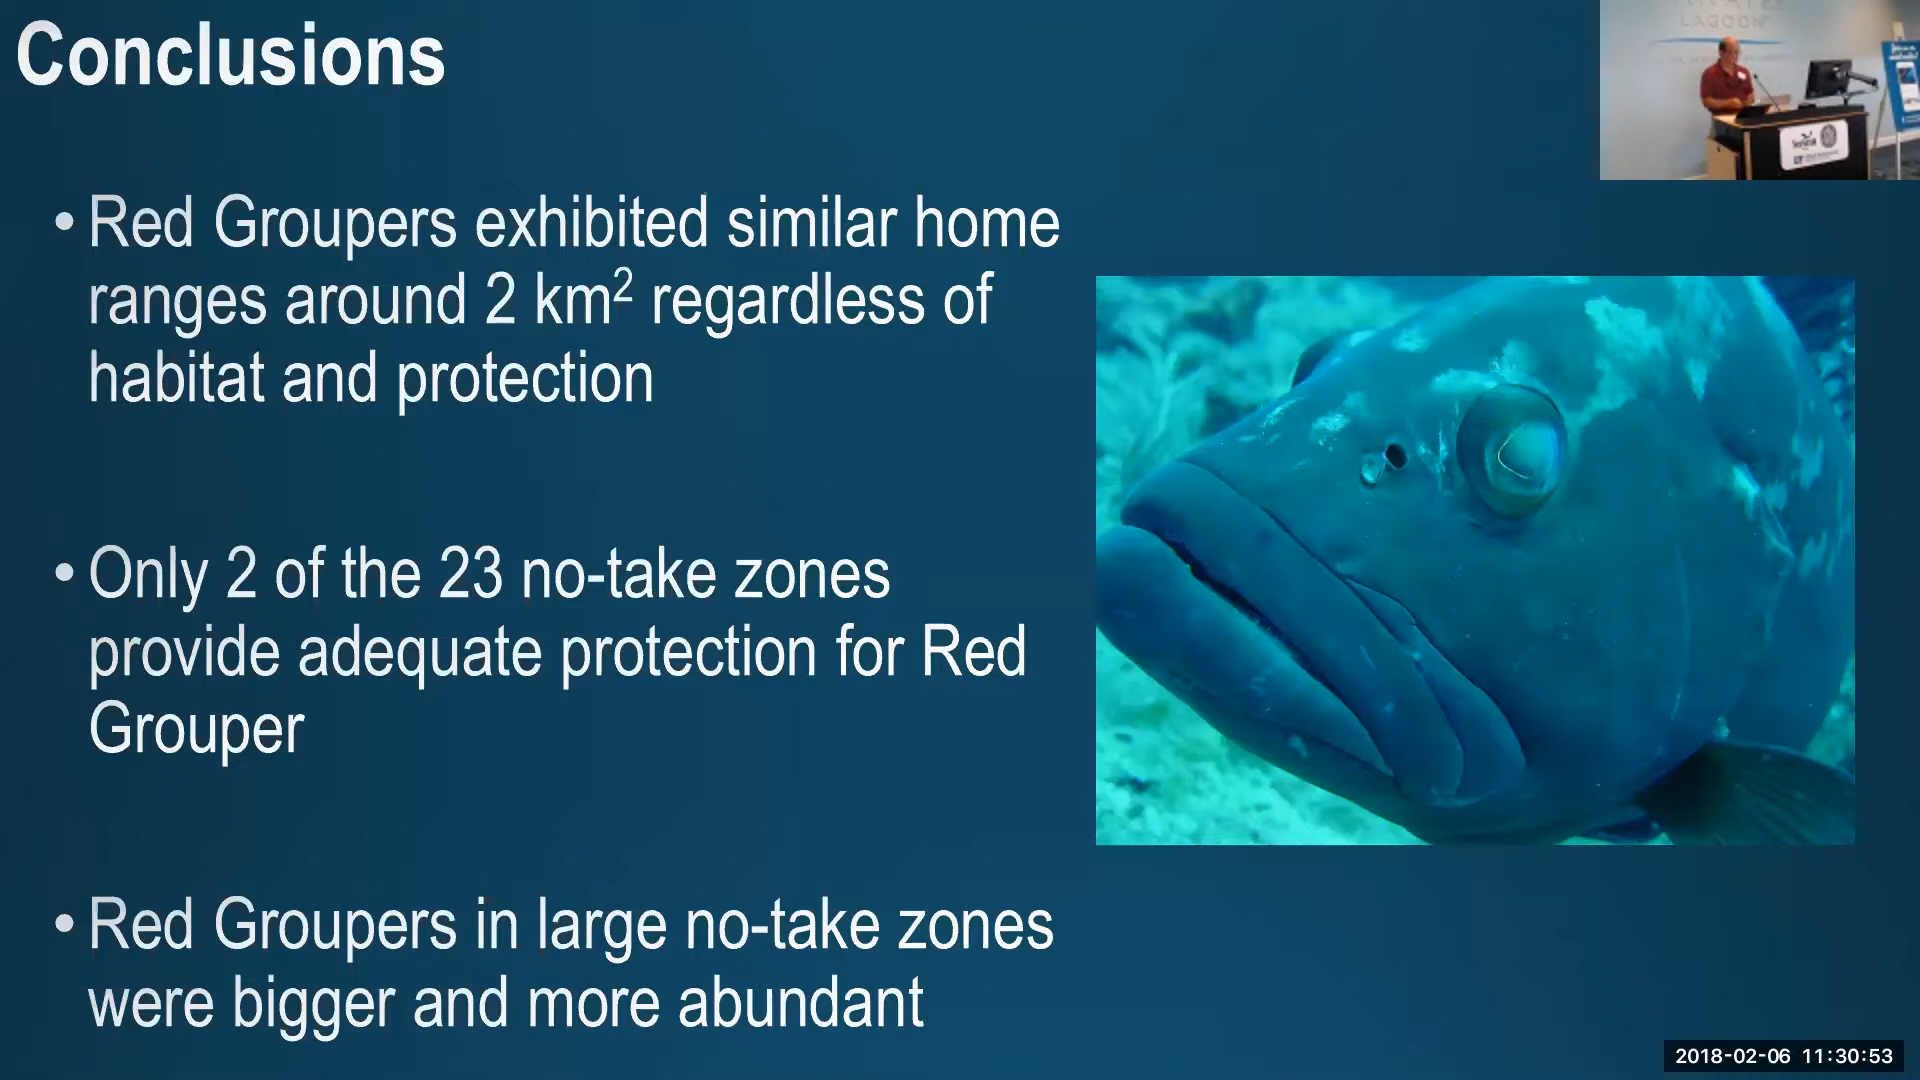 Conclusions
LAGOON
• Red Groupers exhibited similar home
ranges around 2 km² regardless of
habitat and protection
• Only 2 of the 23 no-take zones
provide adequate protection for Red
Grouper
• Red Groupers in large no-take zones
were bigger and more abundant
2018-02-06 11:30:53